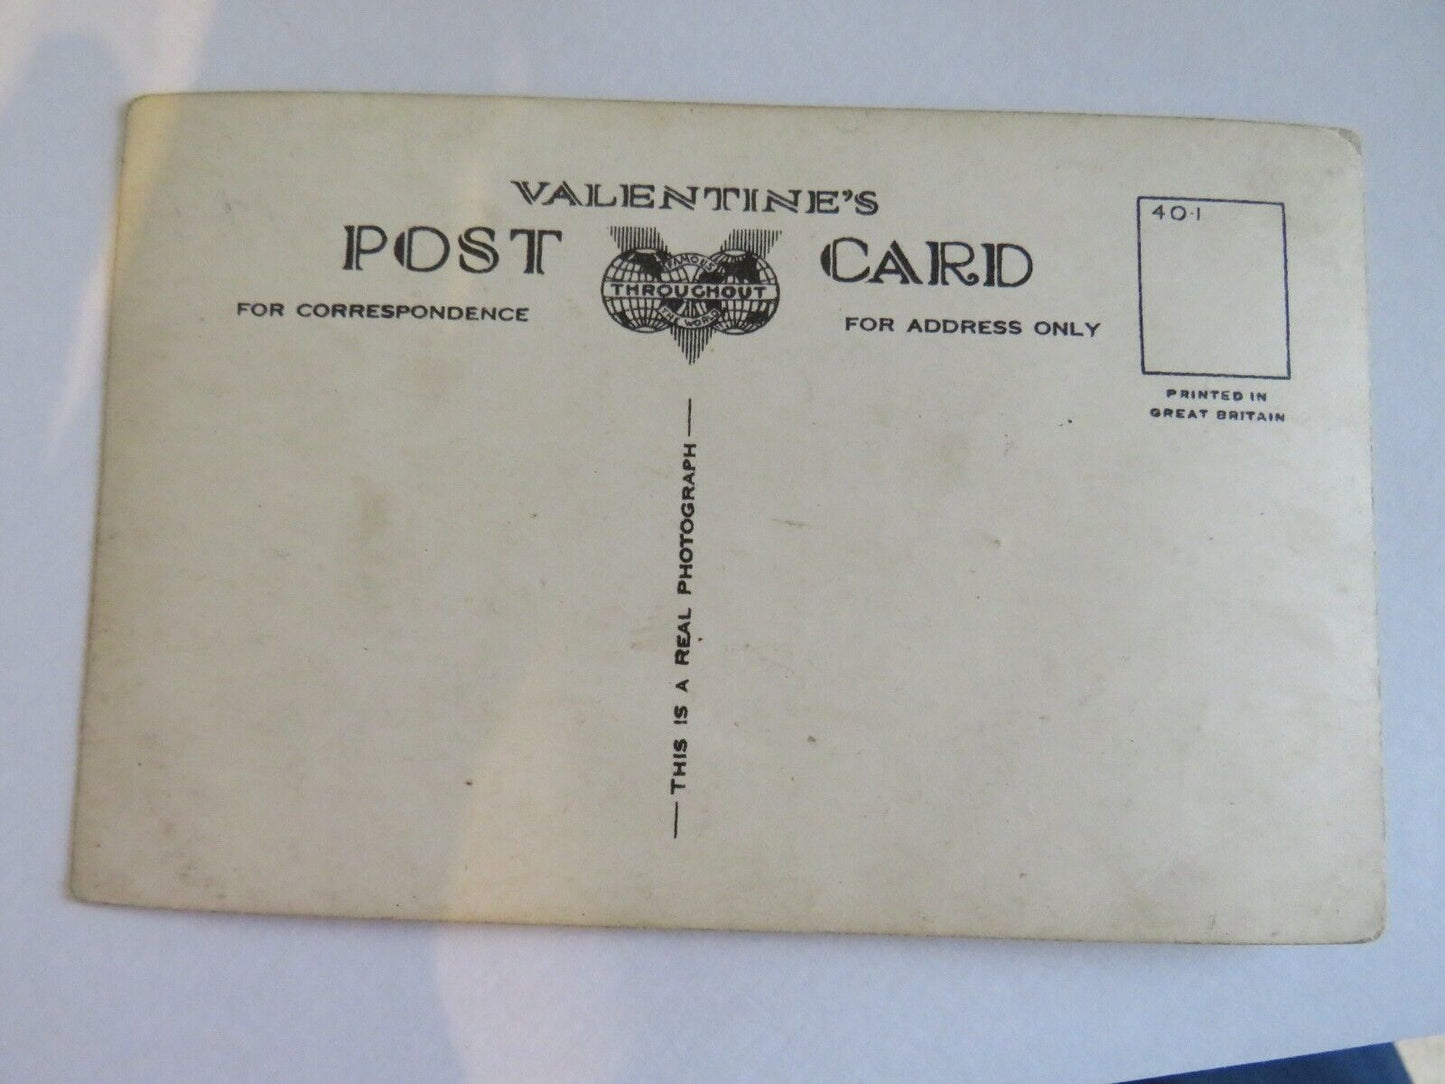 VALENTINE'S
POST CARD
FAMOUS
THROUGHOUT
THE WORLD
FOR CORRESPONDENCE
FOR ADDRESS ONLY
40·1
PRINTED IN
GREAT BRITAIN
THIS IS A REAL PHOTOGRAPH